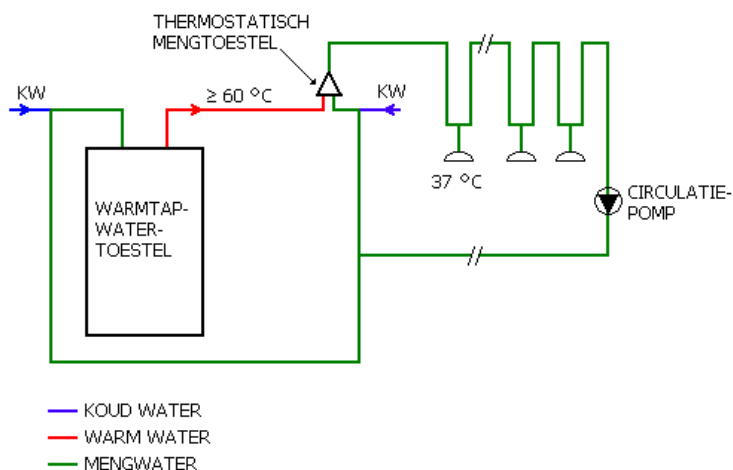 THERMOSTATISCH
MENGTOESTEL
KW
≥ 60 °C
KW
37 °C
WARMTAP-
WATER-
TOESTEL
CIRCULATIE-
POMP
KOUD WATER
WARM WATER
MENGWATER